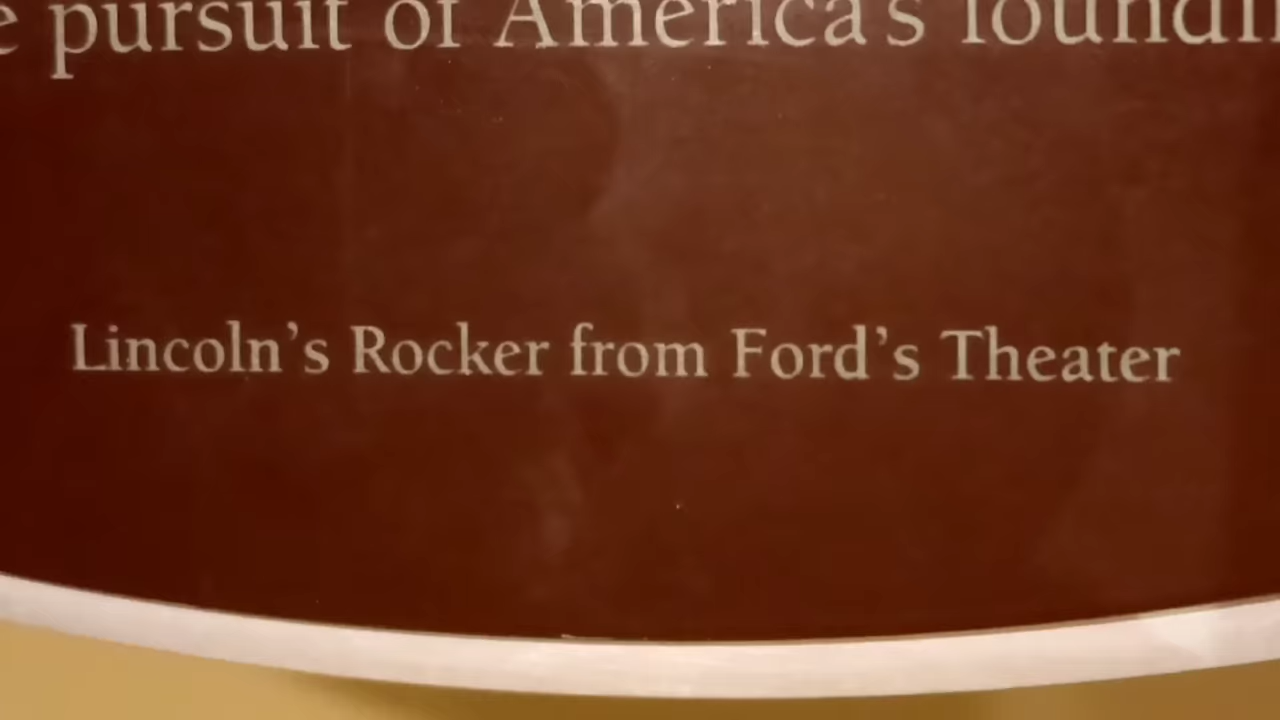 pursuit of America's
Lincoln's Rocker from Ford's Theater